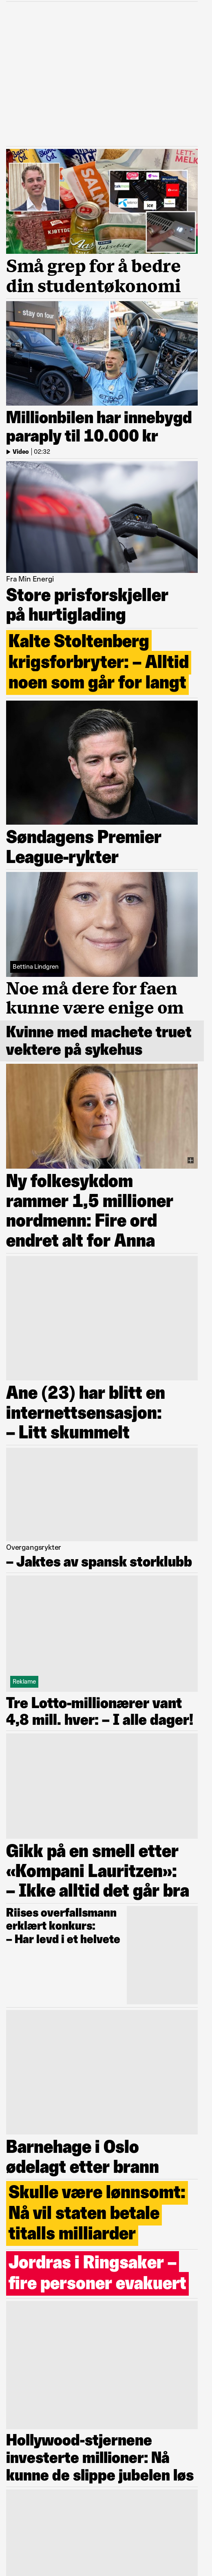 Små grep for å bedre
din studentøkonomi
stay on four
Millionbilen har innebygd
paraply til 10.000 kr
Video | 02:32
Fra Min Energi
Store prisforskjeller
på hurtiglading
Kalte Stoltenberg
krigsforbryter: – Alltid
noen som går for langt
Søndagens Premier
League-rykter
Bettina Lindgren
Noe må dere for faen
kunne være enige om
Kvinne med machete truet
vektere på sykehus
Ny folkesykdom
rammer 1,5 millioner
nordmenn: Fire ord
endret alt for Anna
Ane (23) har blitt en
internettsensasjon:
– Litt skummelt
Overgangsrykter
– Jaktes av spansk storklubb
Reklame
Tre Lotto-millionærer vant
4,8 mill. hver: – I alle dager!
Gikk på en smell etter
«Kompani Lauritzen»:
– Ikke alltid det går bra
Riises overfallsmann
erklært konkurs:
– Har levd i et helvete
Barnehage i Oslo
ødelagt etter brann
Skulle være lønnsomt:
Nå vil staten betale
titalls milliarder
Jordras i Ringsaker –
fire personer evakuert
Hollywood-stjernene
investerte millioner: Nå
kunne de slippe jubelen løs